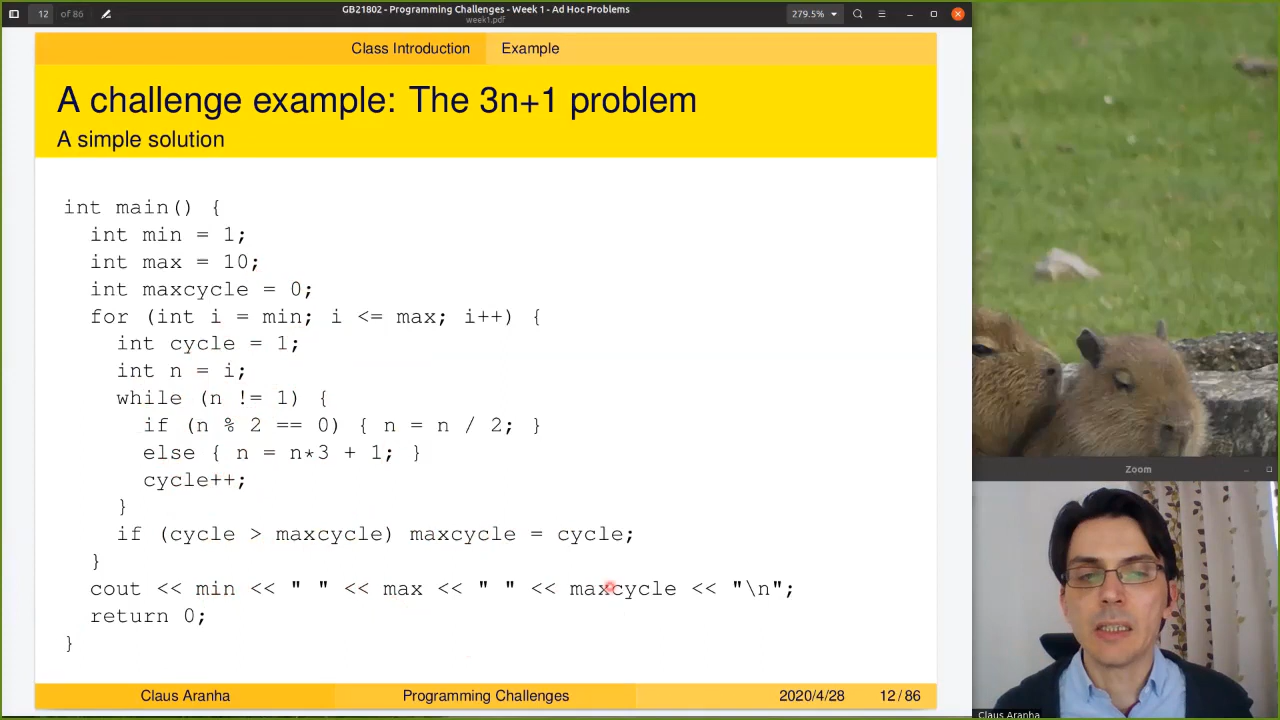 12 of 86
GB21802 - Programming Challenges - Week 1 - Ad Hoc Problems
week1.pdf
279.5%
Class Introduction Example
A challenge example: The 3n+1 problem
A simple solution
int main() {
int min = 1;
int max = 10;
int maxcycle = 0;
for (int i = min; i <= max; i++) {
int cycle = 1;
int n = i;
while (n != 1) {
if (n % 2 == 0) { n = n / 2; }
else { n = n*3 + 1; }
cycle++;
}
if (cycle > maxcycle) maxcycle = cycle;
}
cout << min << " " << max << " " << maxcycle << "\n";
return 0;
}
Claus Aranha Programming Challenges 2020/4/28 12 / 86
Zoom
Claus Aranha